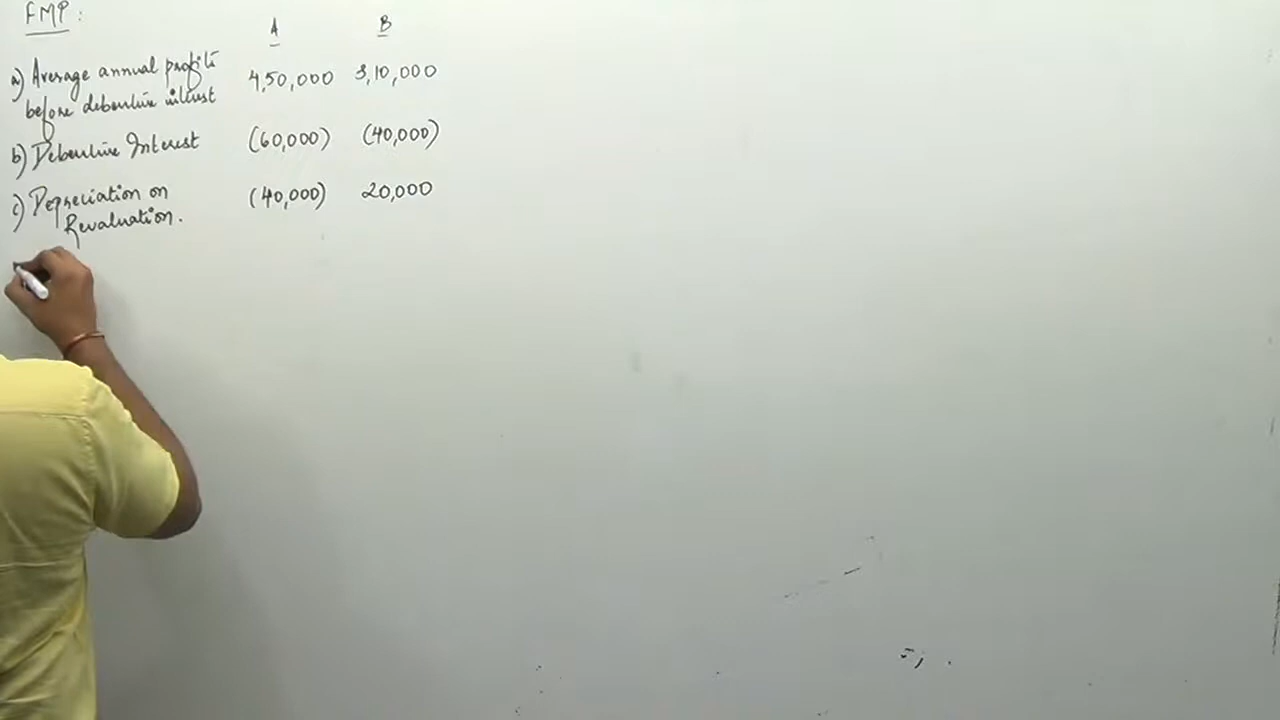 FMP:
A B
a) Average annual profits 4,50,000 3,10,000
before debenture interest
b) Debenture Interest (60,000) (40,000)
c) Depreciation on (40,000) 20,000
Revaluation.